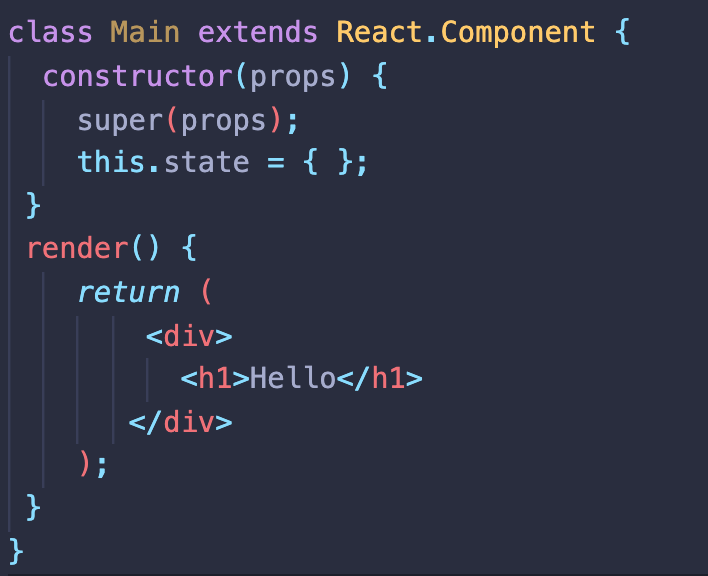 class Main extends React.Component {
  constructor(props) {
    super(props);
    this.state = { };
 }
 render() {
    return (
        <div>
          <h1>Hello</h1>
       </div>
    );
 }
}